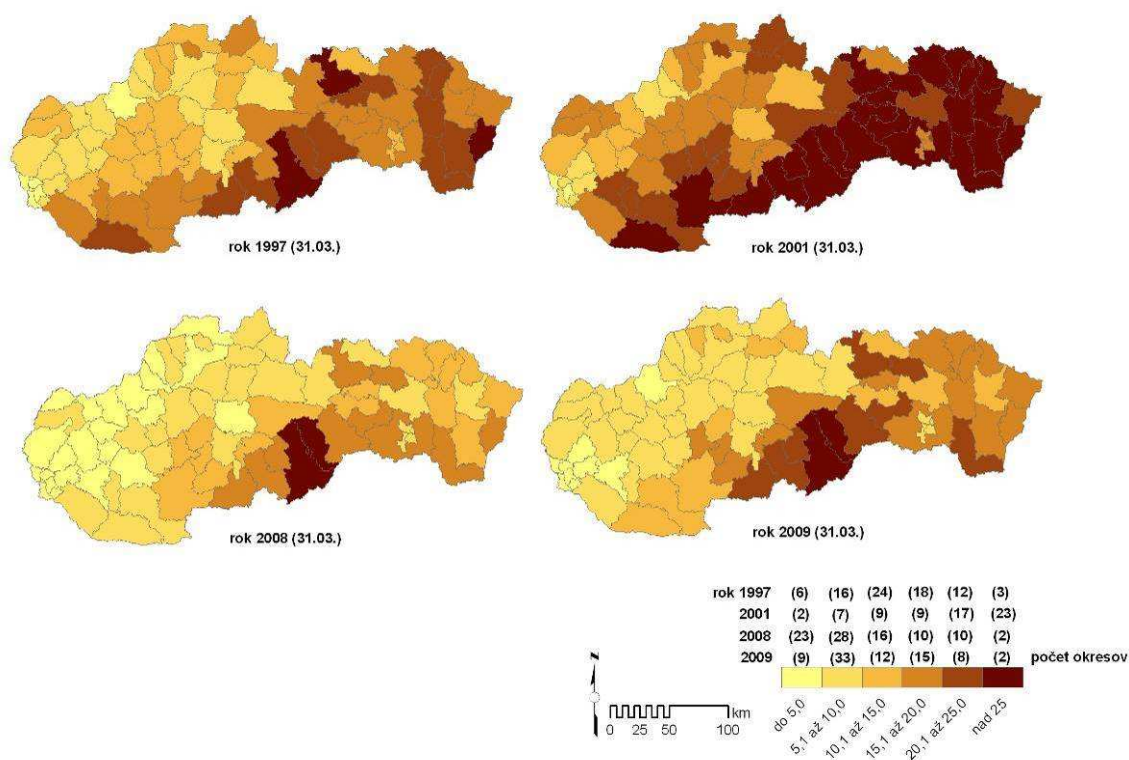 rok 1997 (31.03.)
rok 2001 (31.03.)
rok 2008 (31.03.)
rok 2009 (31.03.)
rok 1997 (6) (16) (24) (18) (12) (3)
2001 (2) (7) (9) (9) (17) (23)
2008 (23) (28) (16) (10) (10) (2)
2009 (9) (33) (12) (15) (8) (2) počet okresov
do 5,0
5,1 až 10,0
10,1 až 15,0
15,1 až 20,0
20,1 až 25,0
nad 25
km
0 25 50 100